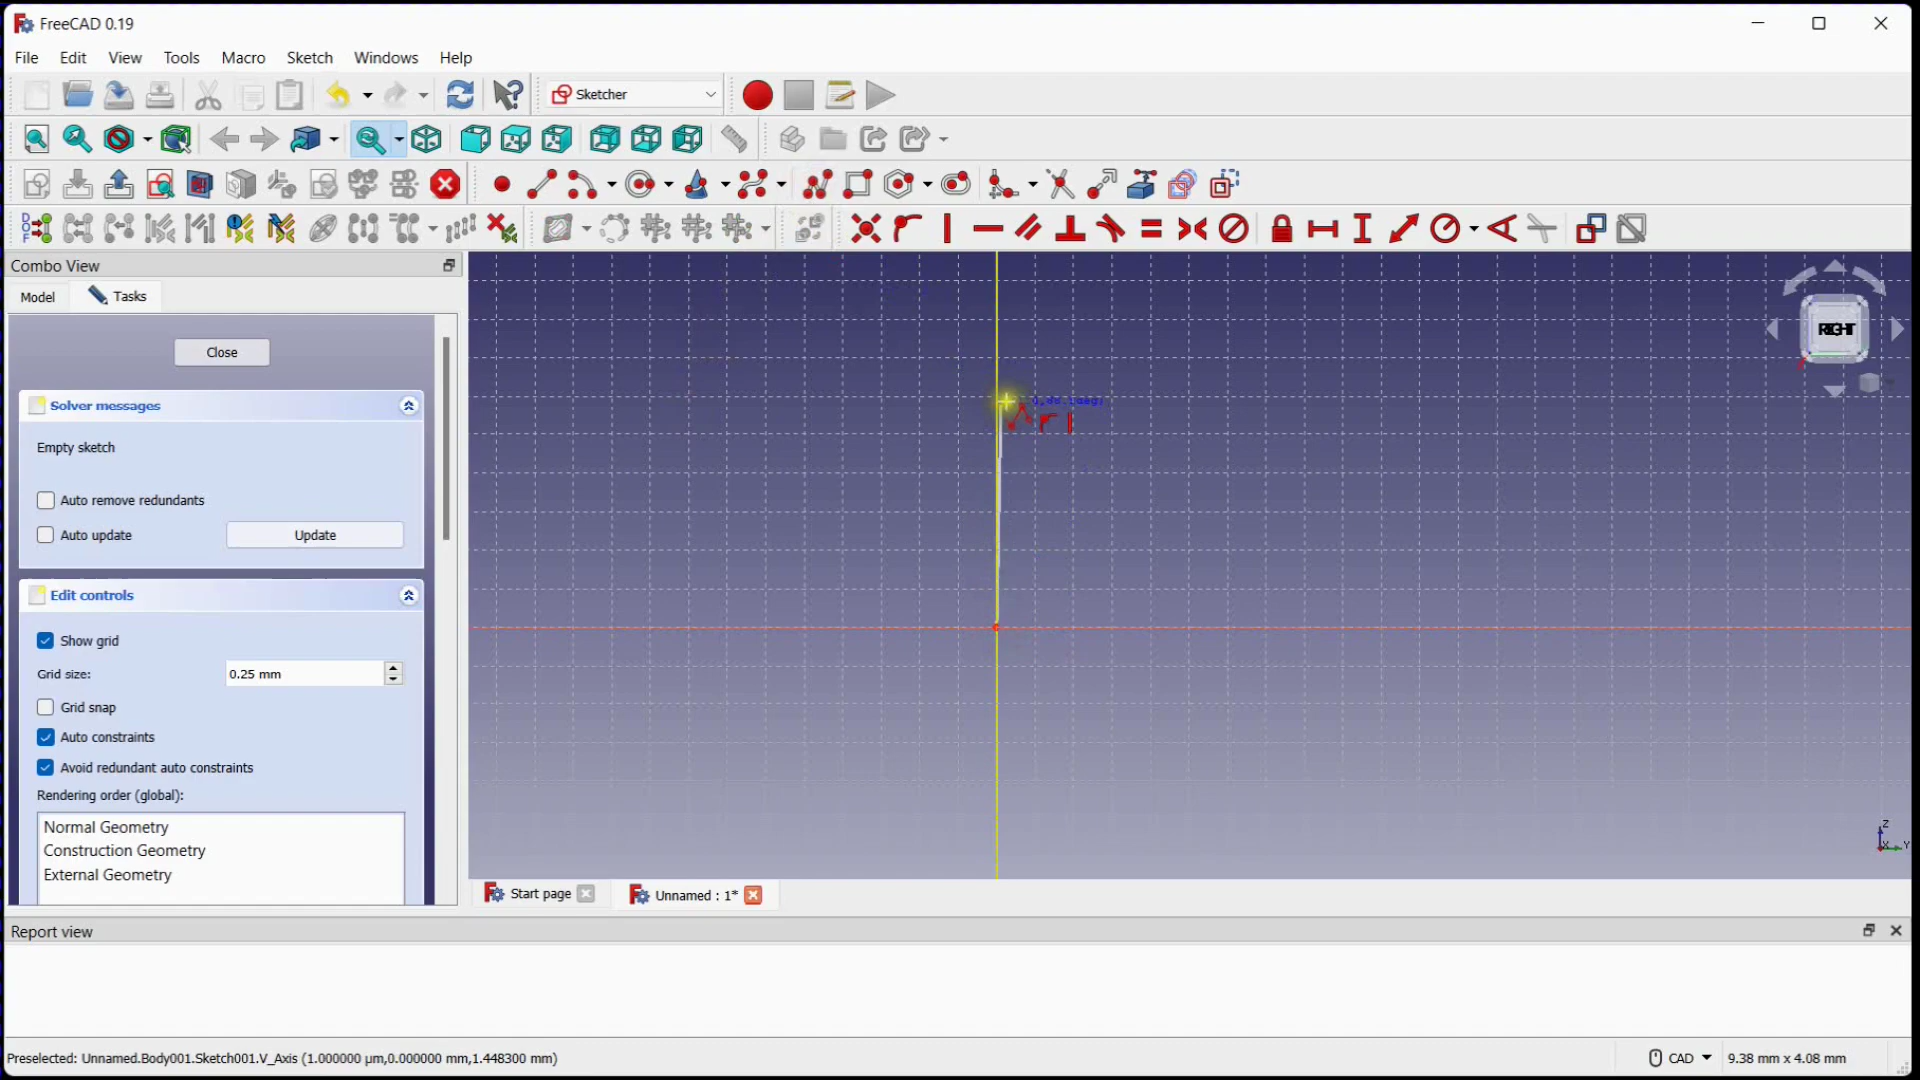 FreeCAD 0.19
File Edit View Tools Macro Sketch Windows Help
Sketcher
Combo View
Model Tasks
Close
Solver messages
Empty sketch
Auto remove redundants
Auto update Update
Edit controls
Show grid
Grid size: 0.25 mm
Grid snap
Auto constraints
Avoid redundant auto constraints
Rendering order (global):
Normal Geometry
Construction Geometry
External Geometry
RIGHT
Z
X Y
Start page Unnamed : 1*
Report view
Preselected: Unnamed.Body001.Sketch001.V_Axis (1.000000 µm,0.000000 mm,1.448300 mm) CAD 9.38 mm x 4.08 mm